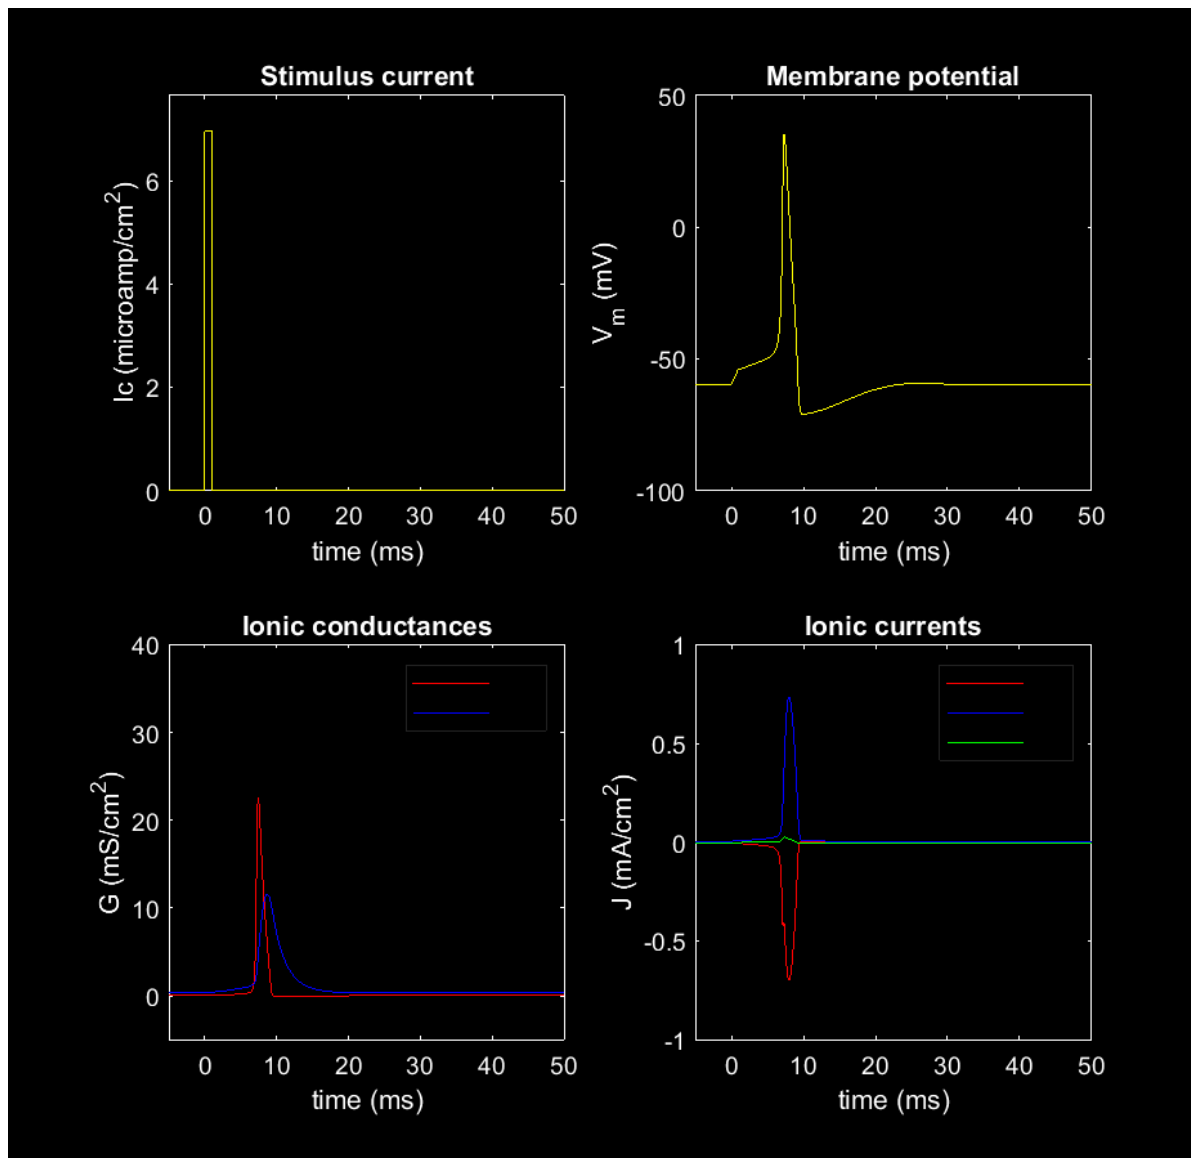 Stimulus current
Ic (microamp/cm²)
6
4
2
0
0 10 20 30 40 50
time (ms)
Membrane potential
V_m (mV)
50
0
-50
-100
0 10 20 30 40 50
time (ms)
Ionic conductances
G (mS/cm²)
40
30
20
10
0
0 10 20 30 40 50
time (ms)
Ionic currents
J (mA/cm²)
1
0.5
0
-0.5
-1
0 10 20 30 40 50
time (ms)